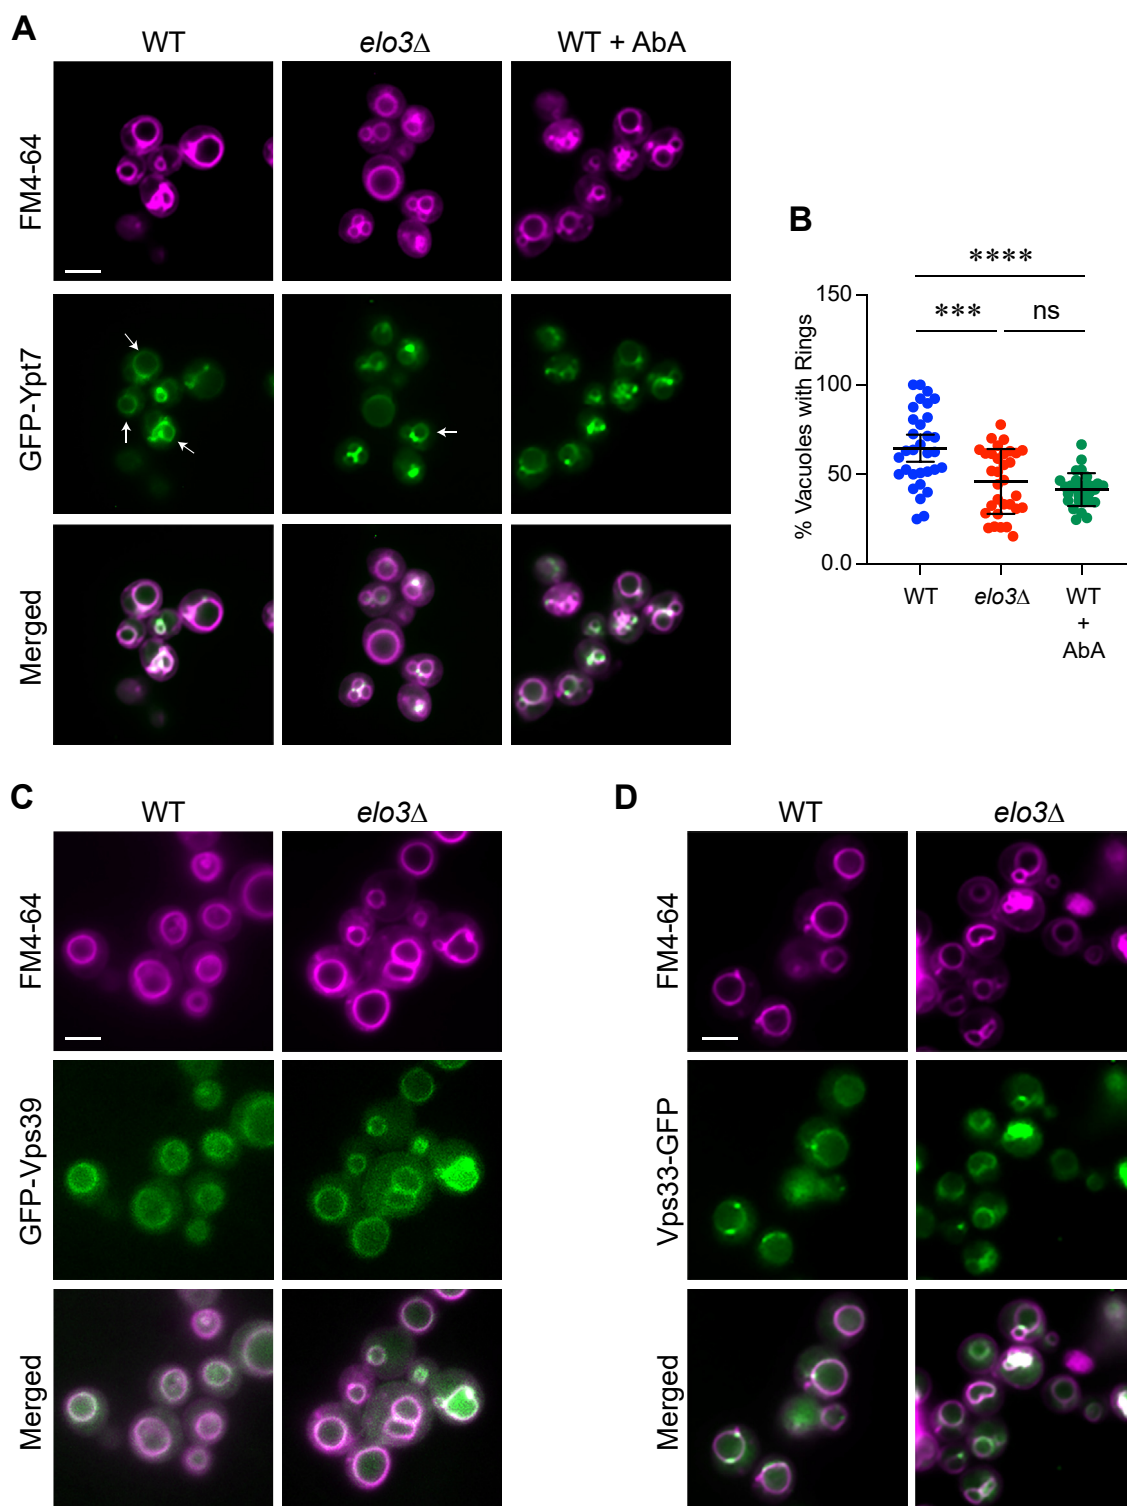 A
WT
elo3Δ
WT + AbA
FM4-64
GFP-Ypt7
Merged
B
****
***
ns
% Vacuoles with Rings
150
100
50
0.0
WT
elo3Δ
WT
+
AbA
C
WT
elo3Δ
FM4-64
GFP-Vps39
Merged
D
WT
elo3Δ
FM4-64
Vps33-GFP
Merged